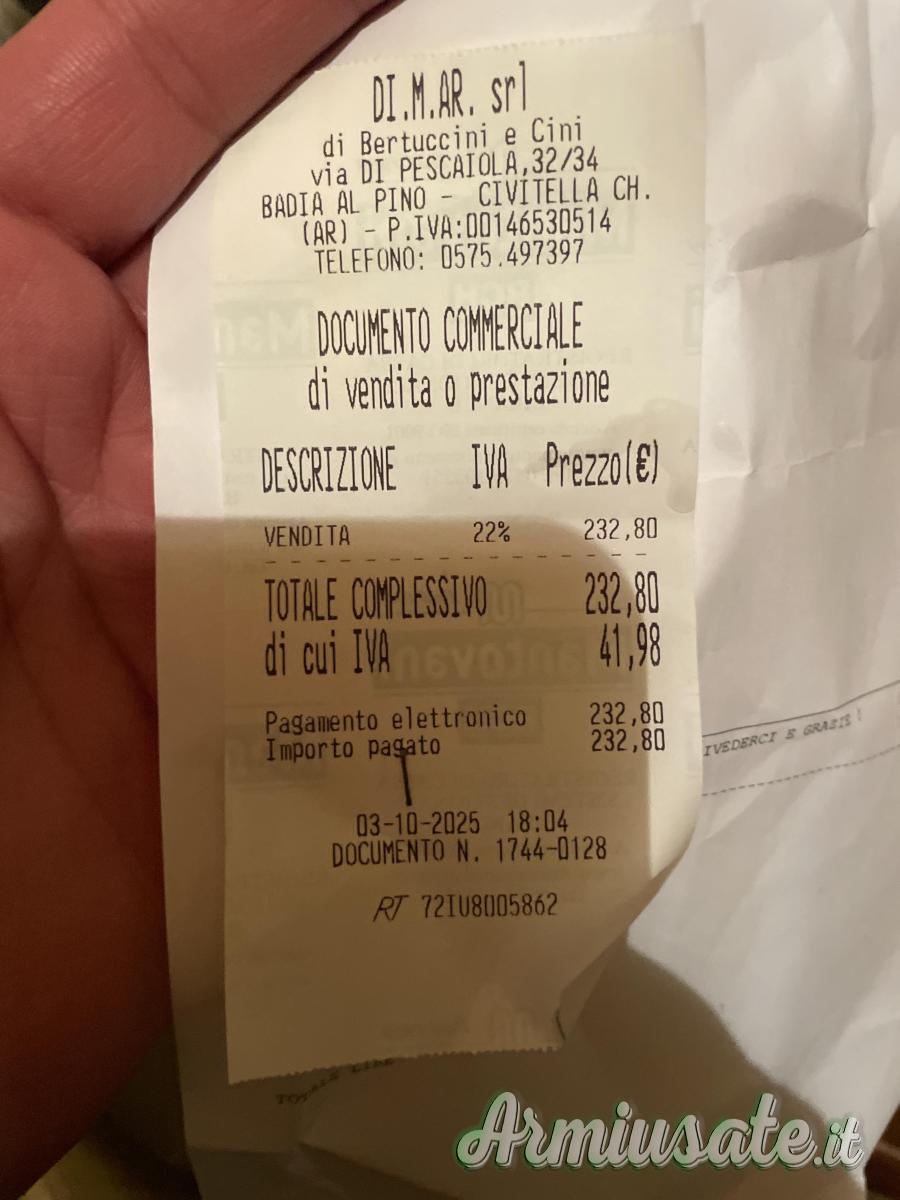 DI.M.AR. srl
di Bertuccini e Cini
via DI PESCAIOLA,32/34
BADIA AL PINO - CIVITELLA CH.
(AR) - P.IVA:00146530514
TELEFONO: 0575.497397
DOCUMENTO COMMERCIALE
di vendita o prestazione
DESCRIZIONE IVA Prezzo(€)
VENDITA 22% 232,80
TOTALE COMPLESSIVO 232,80
di cui IVA 41,98
Pagamento elettronico 232,80
Importo pagato 232,80
03-10-2025 18:04
DOCUMENTO N. 1744-0128
RT 72IU8005862
IVEDERCI E GRAZIE !
Armiusate.it